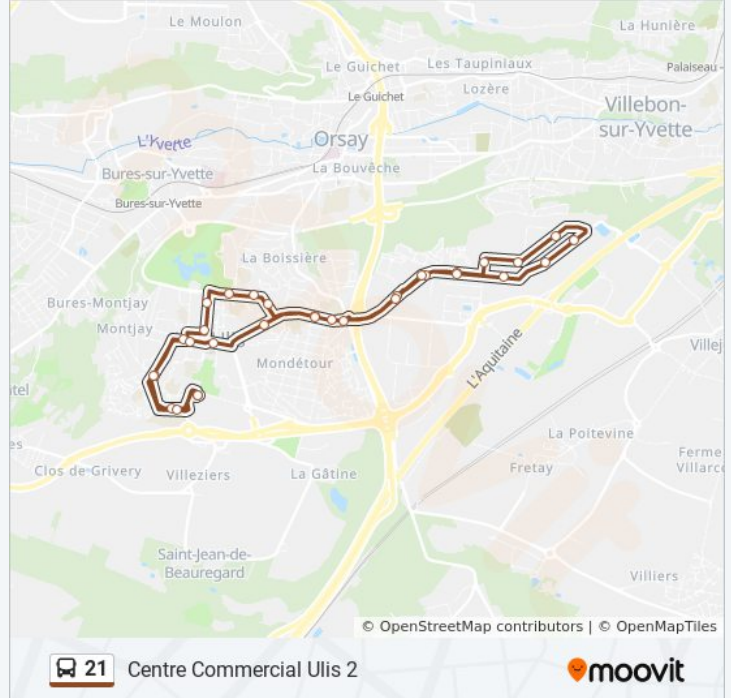 Le Moulon
La Hunière
Le Guichet
Les Taupiniaux
Palaiseau -
Lozère
Le Guichet
Villebon-
sur-Yvette
L'Yvette
Orsay
La Bouvêche
Bures-sur-Yvette
Bures-sur-Yvette
La Boissière
Bures-Montjay
Montjay
Mondétour
L'Aquitaine
Villej
tel
La Poitevine
es
Clos de Grivery
Villeziers
La Gâtine
Fretay
Ferme
Villarc
Saint-Jean-de-
Beauregard
Villiers
© OpenStreetMap contributors | © OpenMapTiles
21
Centre Commercial Ulis 2
moovit